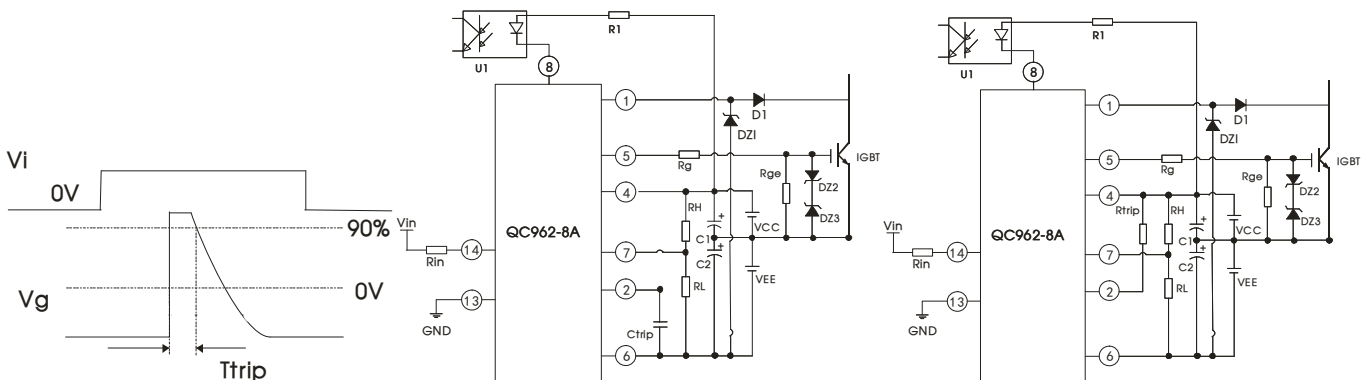 Vi
0V
90%
0V
Vg
Ttrip
U1
R1
8
1
D1
DZ1
5
Rg
IGBT
Rge
DZ2
4
RH
DZ3
Vin
C1
VCC
QC962-8A
Rin
14
7
C2
VEE
RL
2
13
GND
Ctrip
6
U1
R1
8
1
D1
DZ1
5
Rg
IGBT
Rge
DZ2
4
Rtrip
RH
DZ3
Vin
C1
VCC
QC962-8A
Rin
14
7
C2
VEE
RL
2
13
GND
6